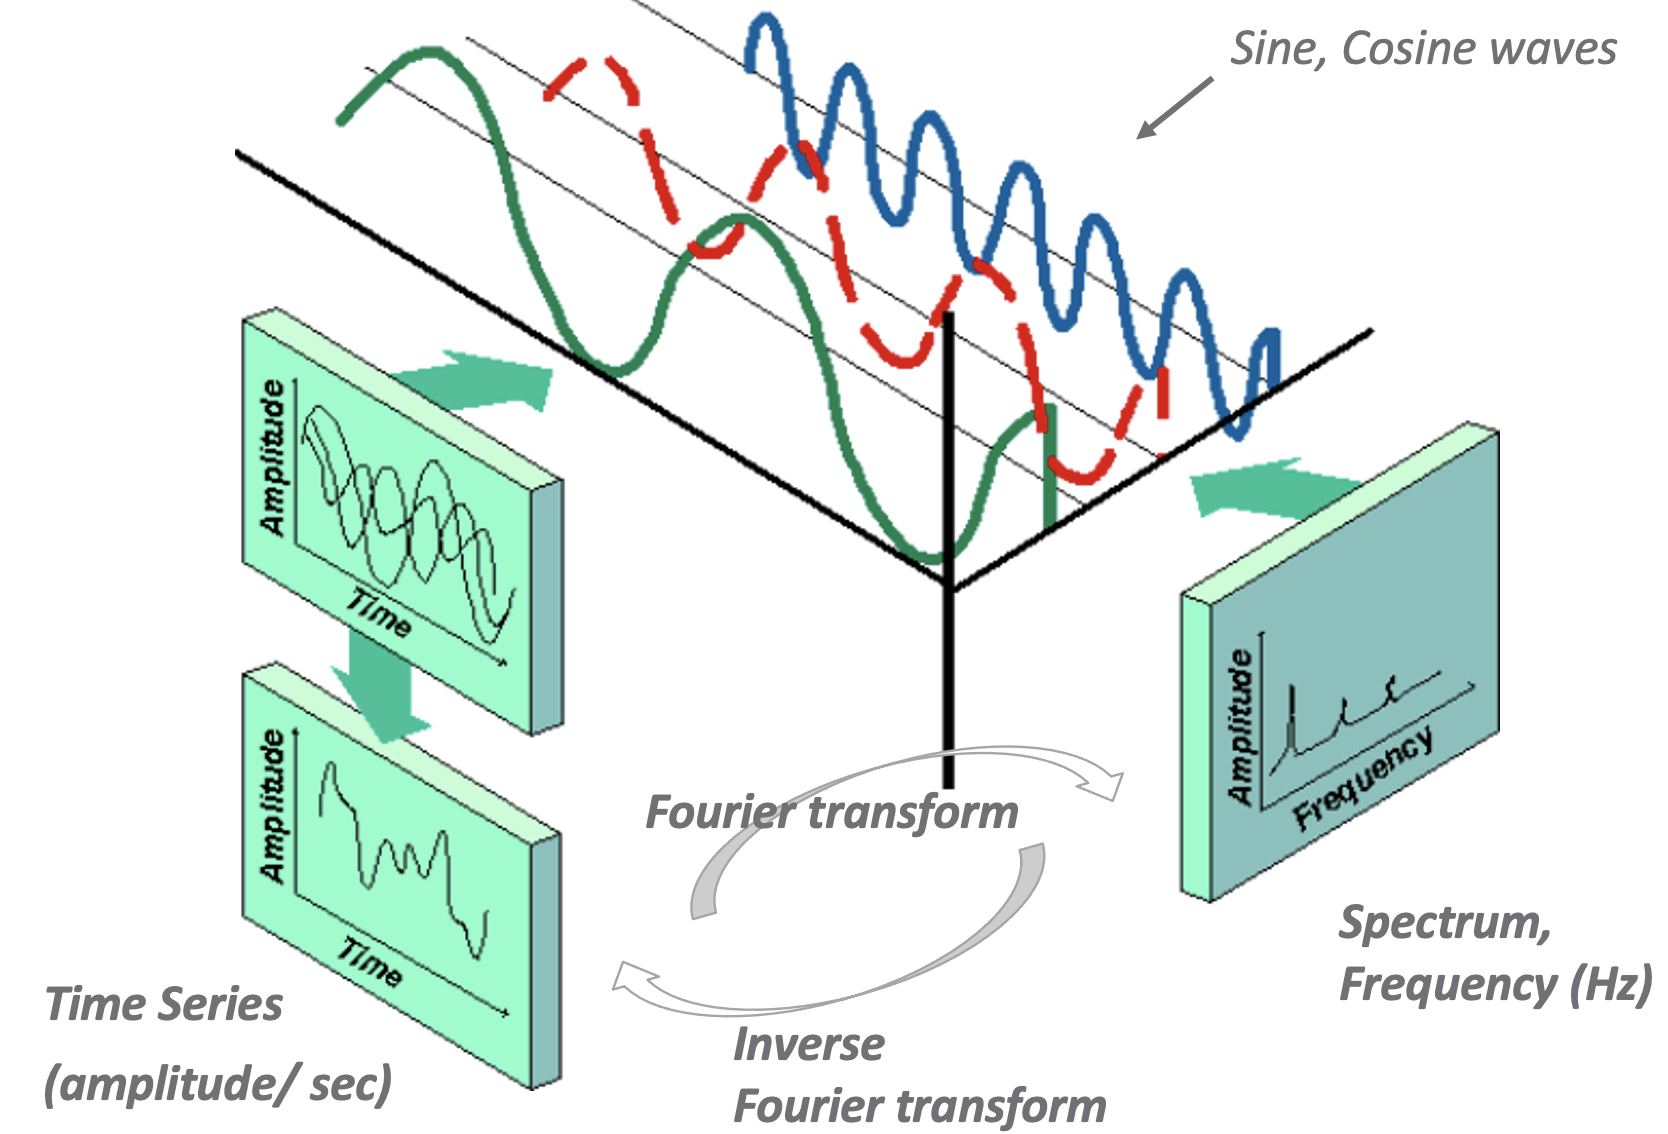 Sine, Cosine waves
Amplitude
Time
Amplitude
Time
Amplitude
Frequency
Fourier transform
Spectrum,
Frequency (Hz)
Time Series
(amplitude/ sec)
Inverse
Fourier transform